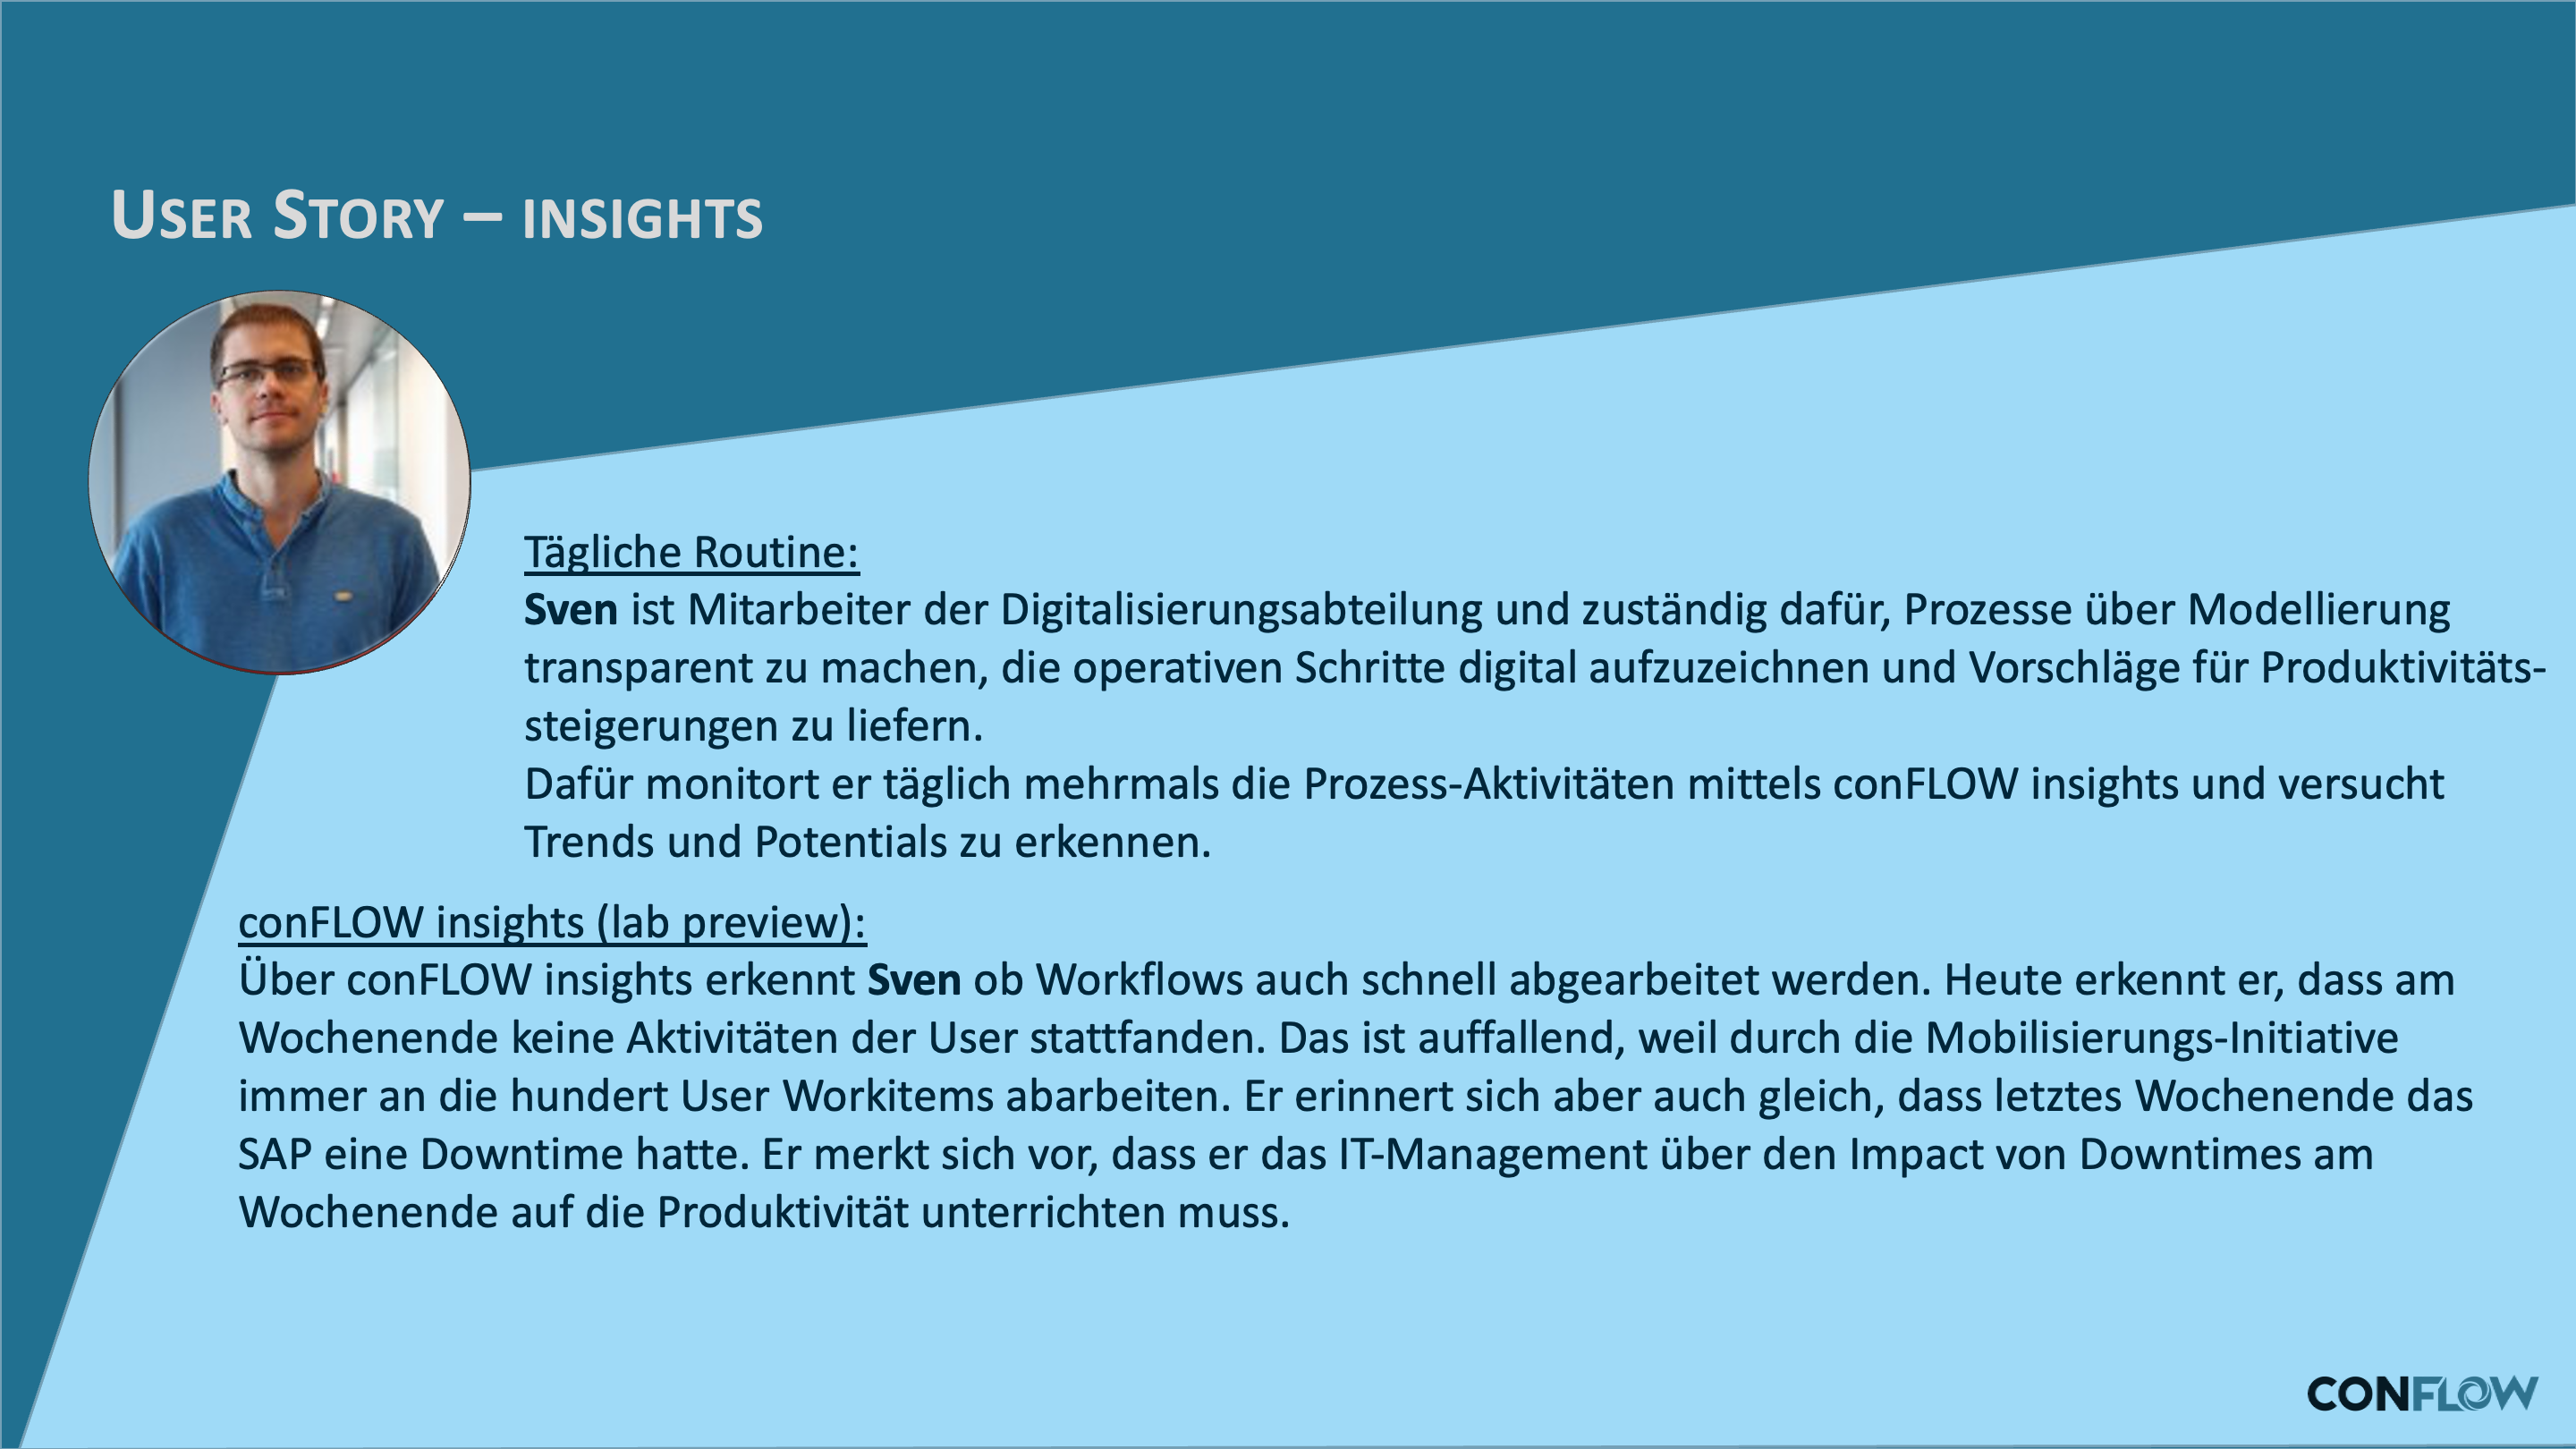 User Story – insights
Tägliche Routine:
Sven ist Mitarbeiter der Digitalisierungsabteilung und zuständig dafür, Prozesse über Modellierung
transparent zu machen, die operativen Schritte digital aufzuzeichnen und Vorschläge für Produktivitäts-
steigerungen zu liefern.
Dafür monitort er täglich mehrmals die Prozess-Aktivitäten mittels conFLOW insights und versucht
Trends und Potentials zu erkennen.
conFLOW insights (lab preview):
Über conFLOW insights erkennt Sven ob Workflows auch schnell abgearbeitet werden. Heute erkennt er, dass am
Wochenende keine Aktivitäten der User stattfanden. Das ist auffallend, weil durch die Mobilisierungs-Initiative
immer an die hundert User Workitems abarbeiten. Er erinnert sich aber auch gleich, dass letztes Wochenende das
SAP eine Downtime hatte. Er merkt sich vor, dass er das IT-Management über den Impact von Downtimes am
Wochenende auf die Produktivität unterrichten muss.
CONFLOW